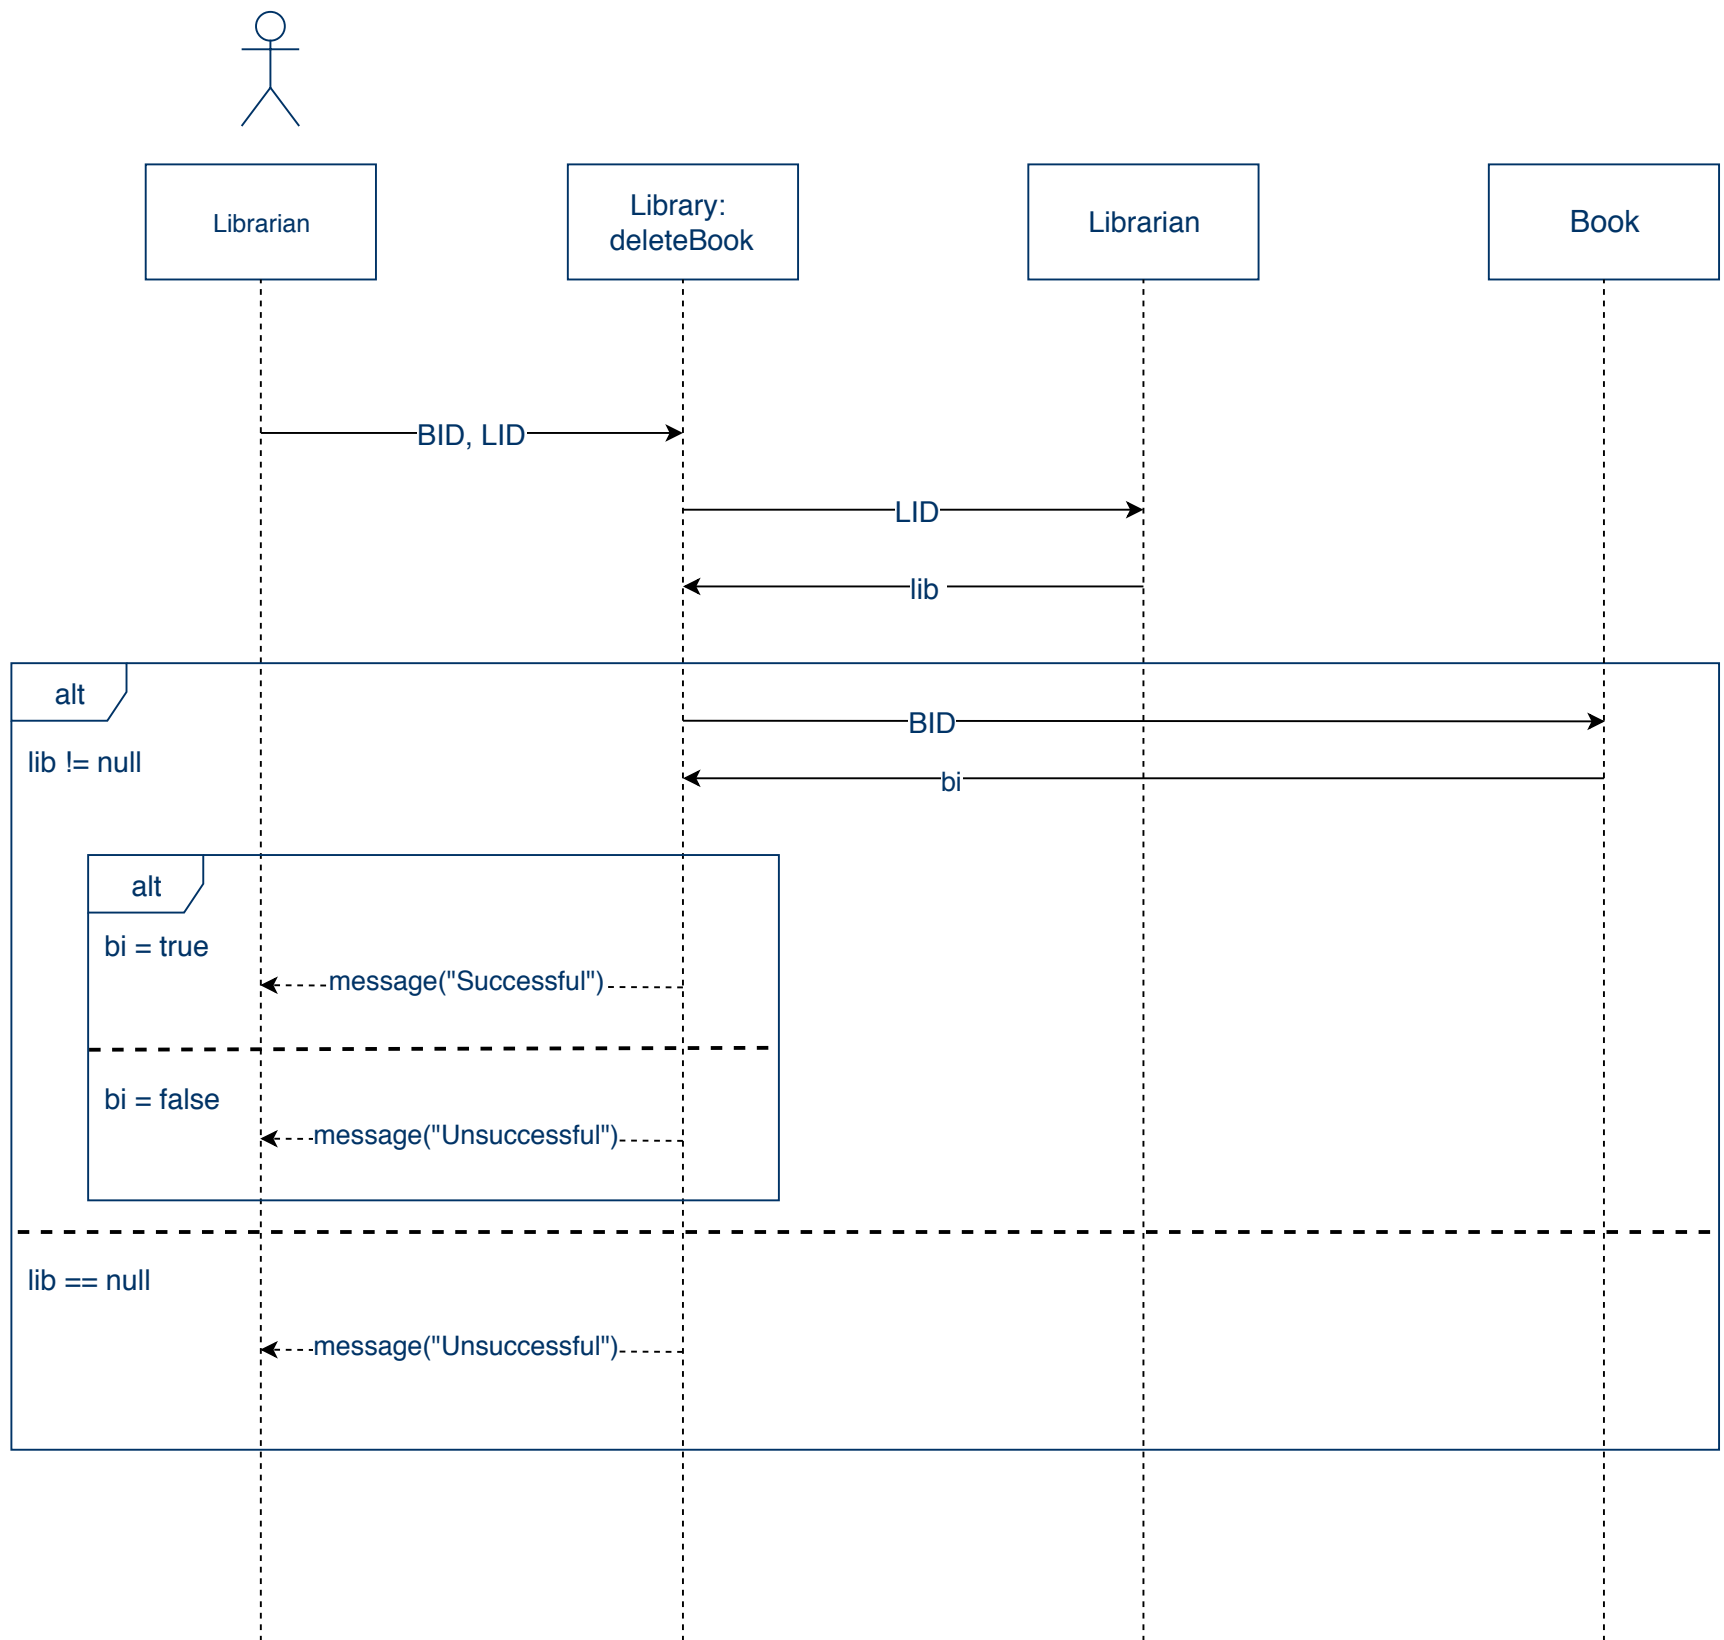 Librarian
Library:
deleteBook
Librarian
Book
BID, LID
LID
lib
alt
BID
lib != null
bi
alt
bi = true
message("Successful")
bi = false
message("Unsuccessful")
lib == null
message("Unsuccessful")